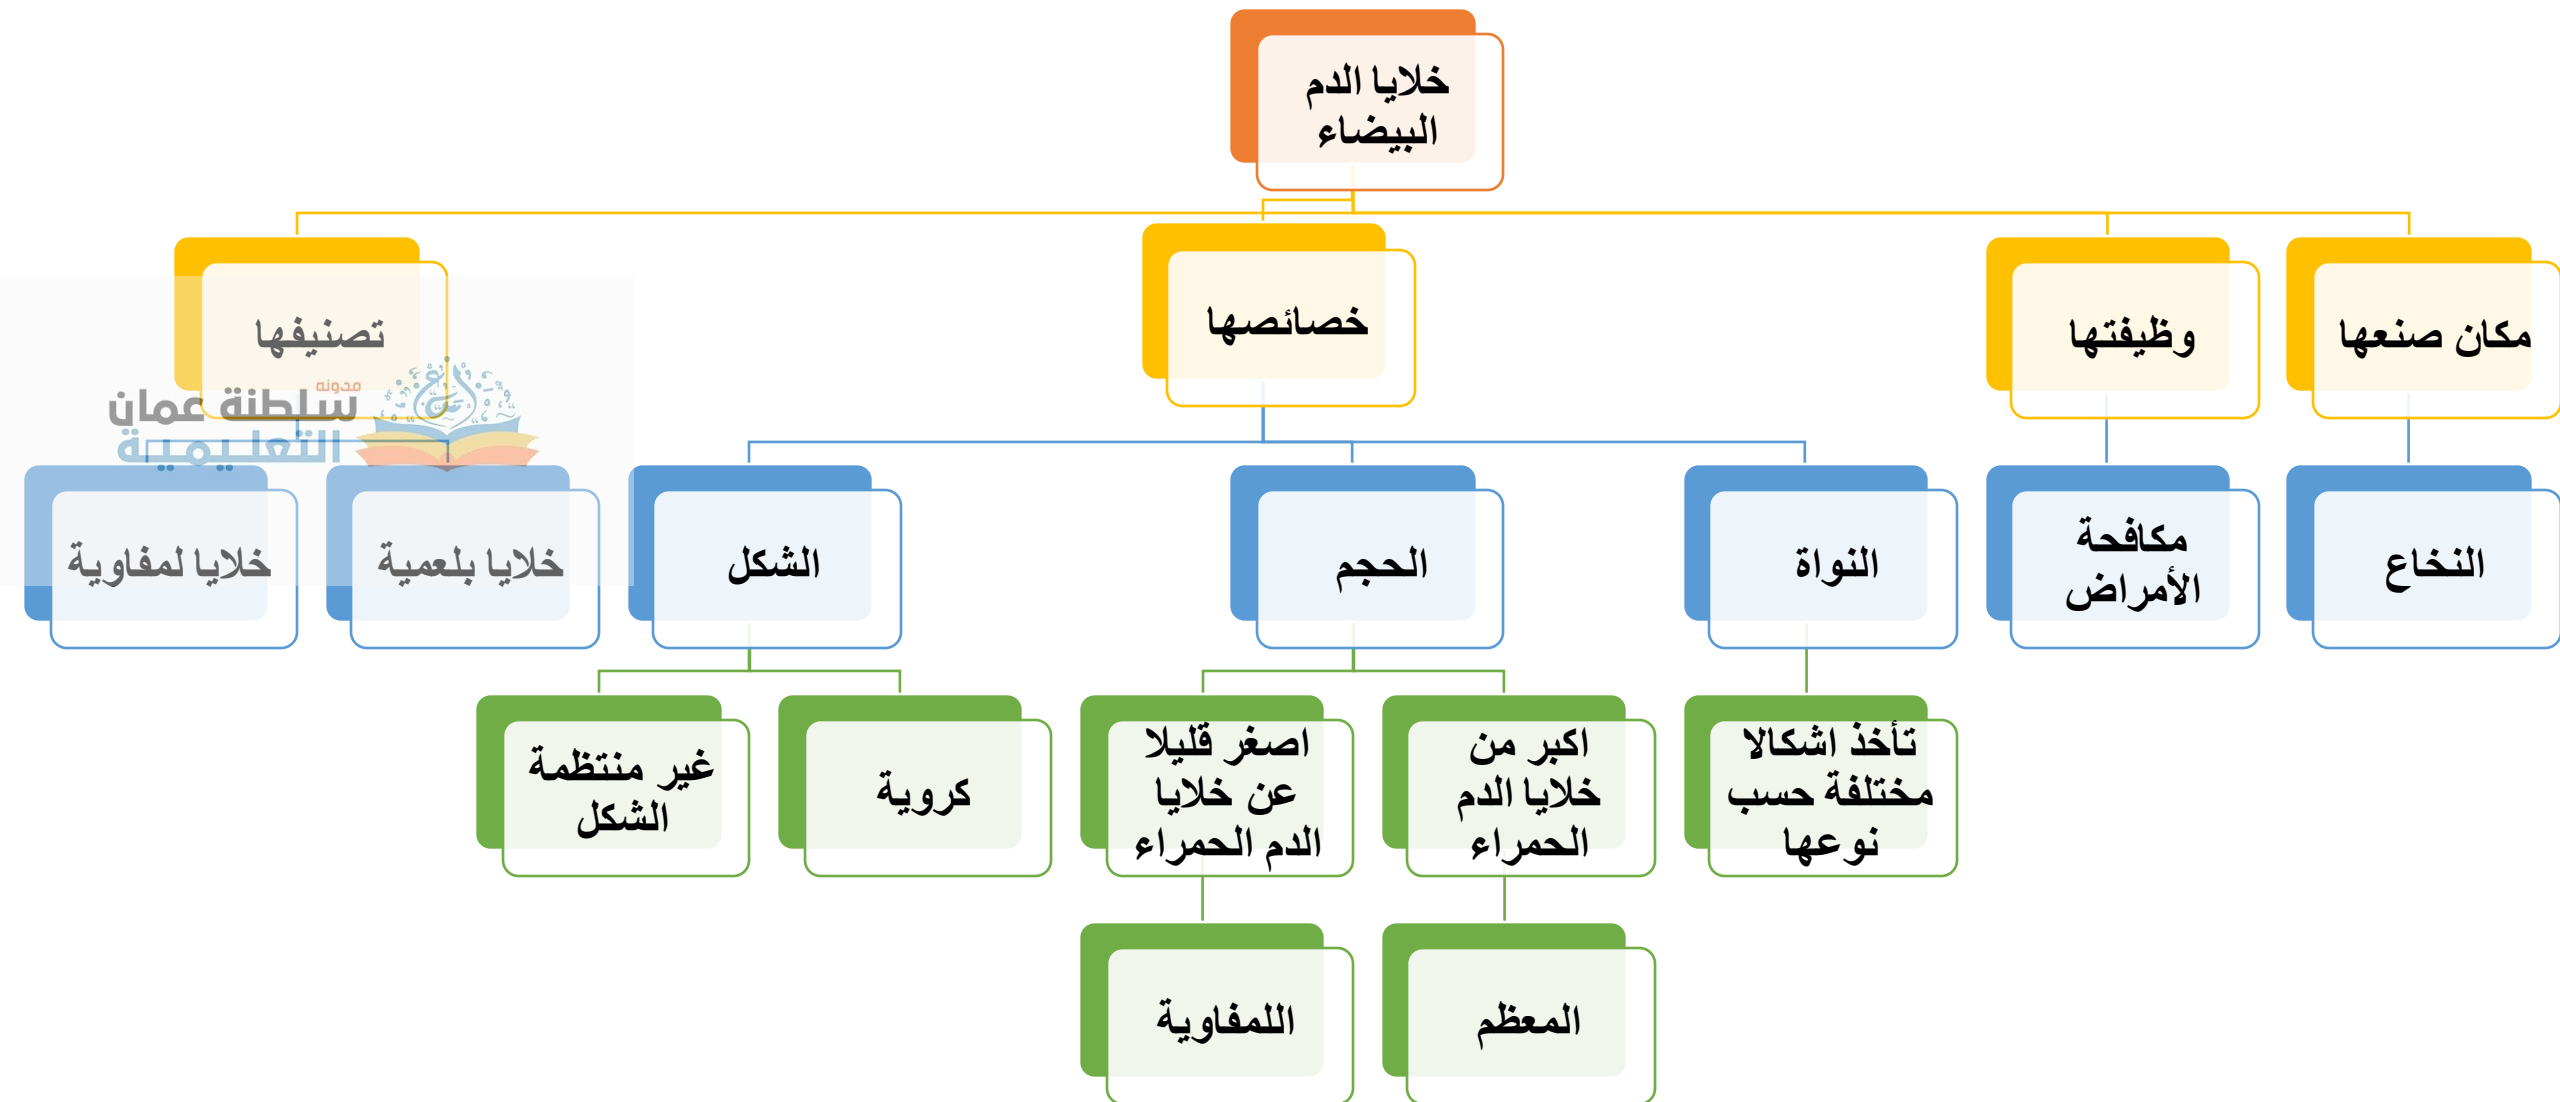 خلايا الدم
البيضاء
مكان صنعها
وظيفتها
خصائصها
تصنيفها
مدونه
سلطنة عمان
التعليمية
النخاع
مكافحة
الأمراض
النواة
الحجم
الشكل
خلايا بلعمية
خلايا لمفاوية
تأخذ اشكالا
مختلفة حسب
نوعها
اكبر من
خلايا الدم
الحمراء
اصغر قليلا
عن خلايا
الدم الحمراء
كروية
غير منتظمة
الشكل
المعظم
اللمفاوية